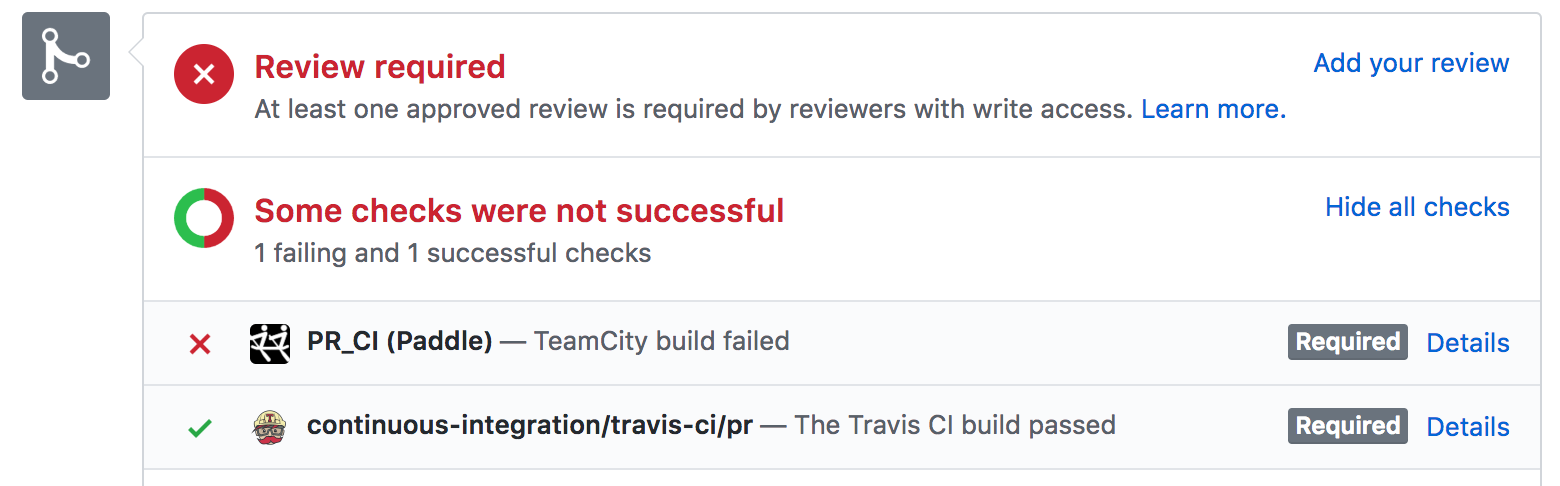 Review required
Add your review
At least one approved review is required by reviewers with write access. Learn more.
Some checks were not successful
Hide all checks
1 failing and 1 successful checks
PR_CI (Paddle) — TeamCity build failed Required Details
continuous-integration/travis-ci/pr — The Travis CI build passed Required Details